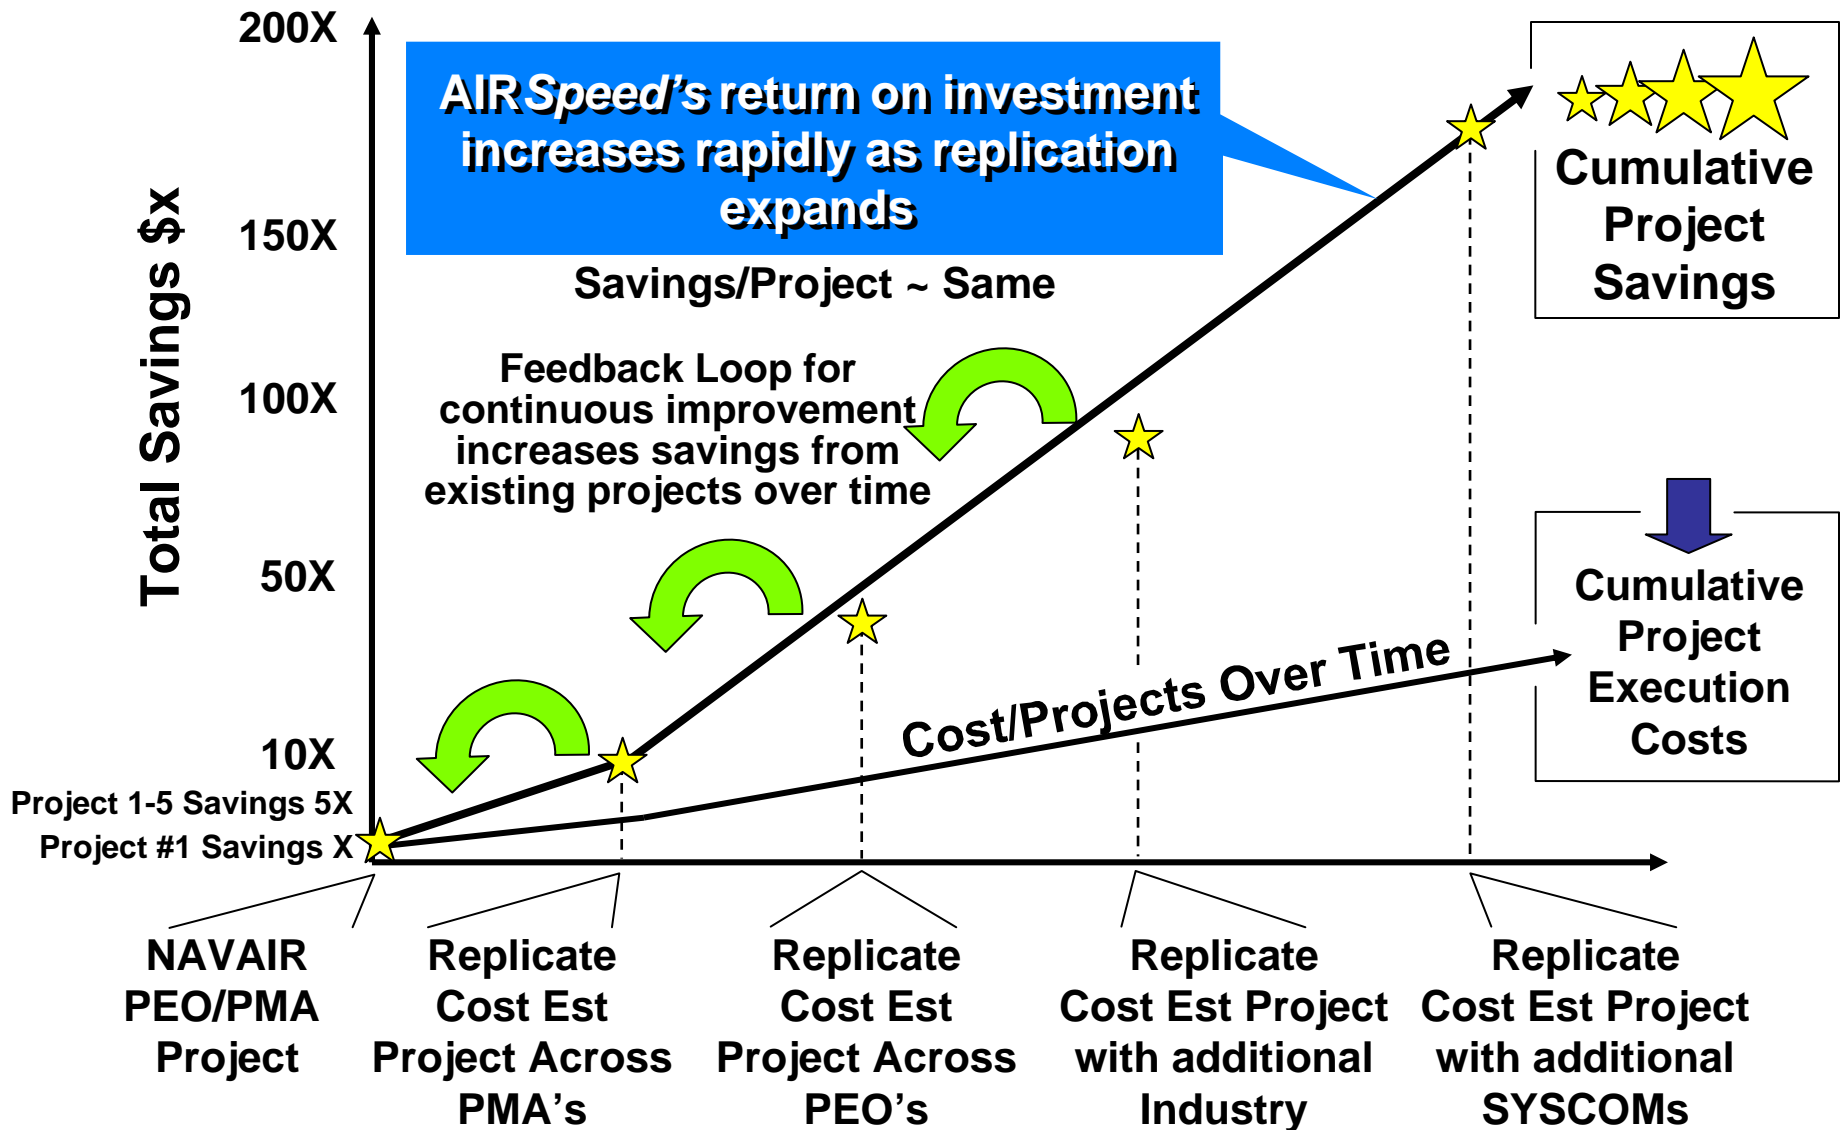 200X
AIRSpeed's return on investment
increases rapidly as replication
expands
Savings/Project ~ Same
Cumulative
Project
Savings
Total Savings $x
150X
100X
50X
10X
Project 1-5 Savings 5X
Project #1 Savings X
Feedback Loop for
continuous improvement
increases savings from
existing projects over time
Cost/Projects Over Time
Cumulative
Project
Execution
Costs
NAVAIR
PEO/PMA
Project
Replicate
Cost Est
Project Across
PMA's
Replicate
Cost Est
Project Across
PEO's
Replicate
Cost Est Project
with additional
Industry
Replicate
Cost Est Project
with additional
SYSCOMs